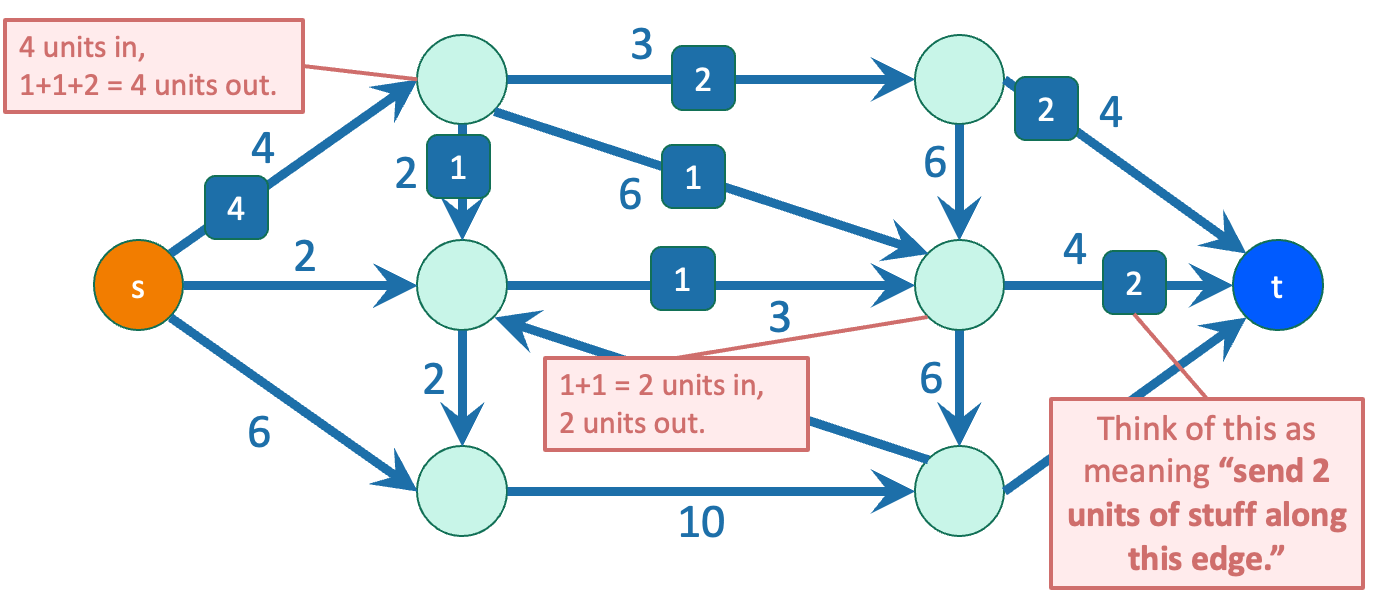 4 units in,
1+1+2 = 4 units out.
3
2
2
4
4
2
1
6
1
6
4
s
2
1
3
4
2
t
6
2
1+1 = 2 units in,
2 units out.
6
10
Think of this as
meaning “send 2
units of stuff along
this edge.”